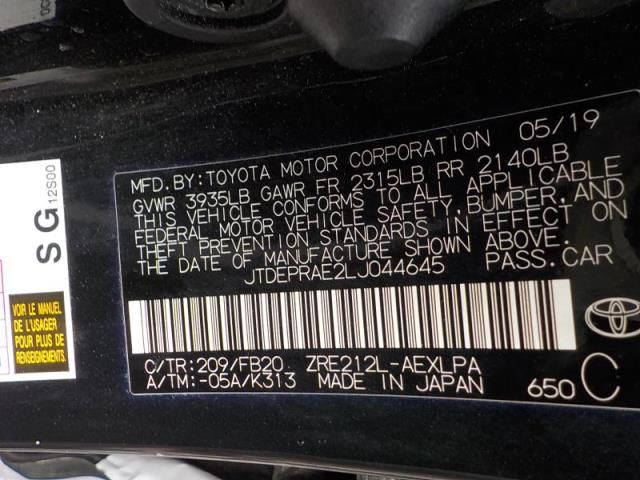 MFD. BY: TOYOTA MOTOR CORPORATION 05/19
GVWR 3935LB GAWR FR 2315LB RR 2140LB
THIS VEHICLE CONFORMS TO ALL APPLICABLE
FEDERAL MOTOR VEHICLE SAFETY, BUMPER, AND
THEFT PREVENTION STANDARDS IN EFFECT ON
THE DATE OF MANUFACTURE SHOWN ABOVE.
JTDEPRAE2LJ044645 PASS. CAR
C/TR: 209/FB20 ZRE212L-AEXLPA
A/TM: -05A/K313 MADE IN JAPAN 650 C
TOYOTA
SG 12S00
VOIR LE MANUEL
DE L'USAGER
POUR PLUS DE
RENSEIGNEMENTS